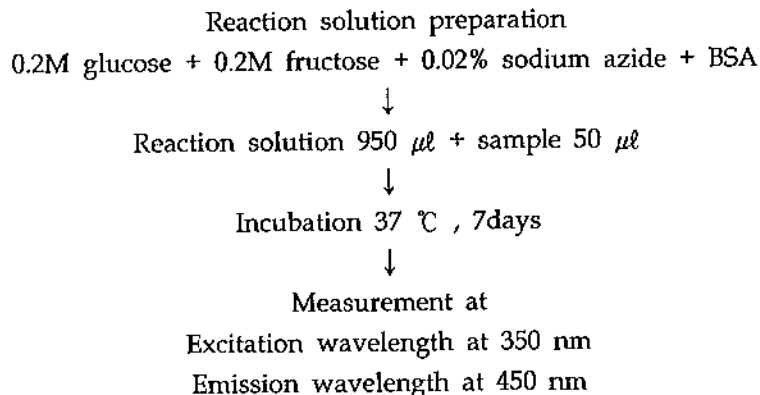 Reaction solution preparation
0.2M glucose + 0.2M fructose + 0.02% sodium azide + BSA
↓
Reaction solution 950 ㎕ + sample 50 ㎕
↓
Incubation 37 ℃ , 7days
↓
Measurement at
Excitation wavelength at 350 nm
Emission wavelength at 450 nm